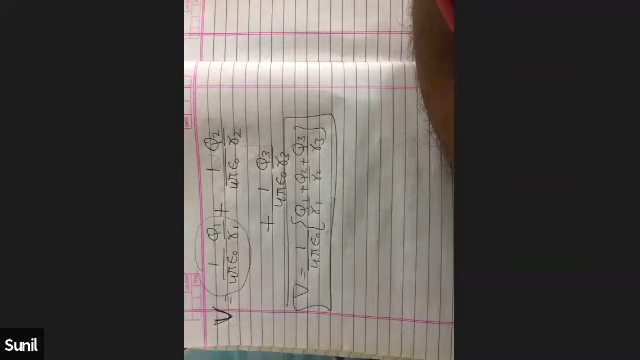 V = 1/4πε₀ Q₁/r₁ + 1/4πε₀ Q₂/r₂
+ 1/4πε₀ Q₃/r₃
V = 1/4πε₀ { Q₁/r₁ + Q₂/r₂ + Q₃/r₃ }
Sunil